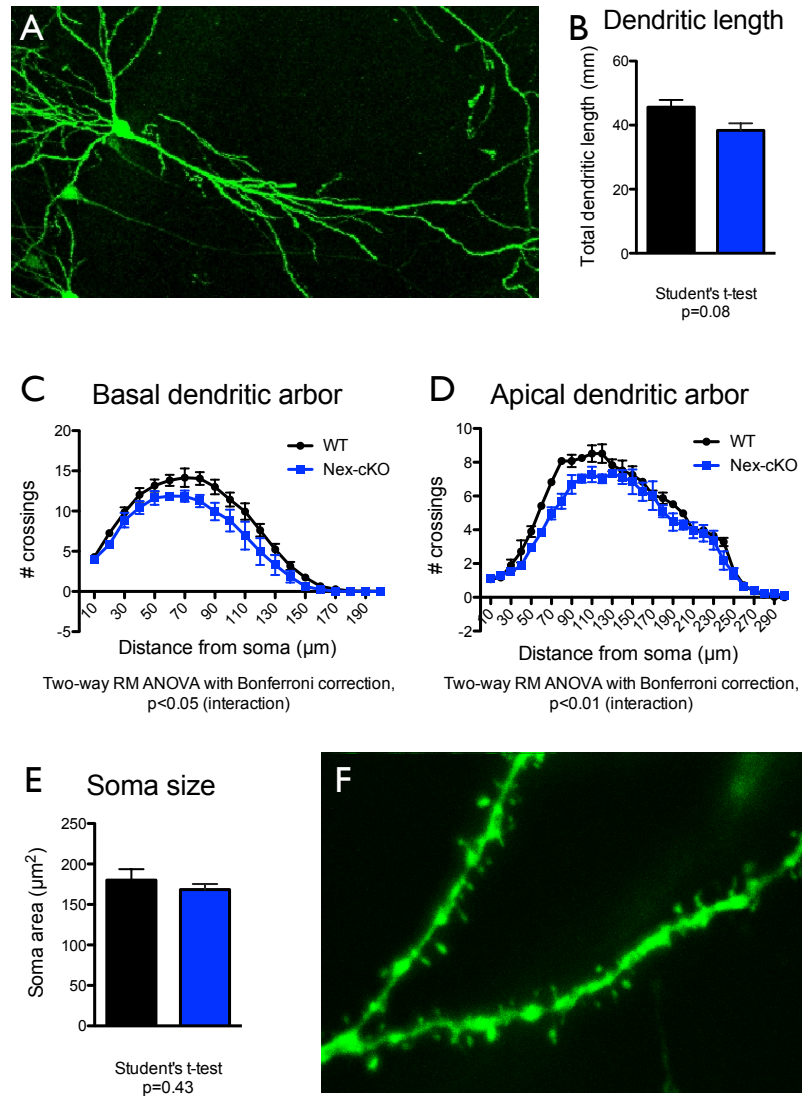 A
B Dendritic length
Total dendritic length (mm)
60
40
20
0
Student's t-test
p=0.08
C Basal dendritic arbor
# crossings
20
15
10
5
0
-5
WT
Nex-cKO
10 30 50 70 90 110 130 150 170 190
Distance from soma (µm)
Two-way RM ANOVA with Bonferroni correction,
p<0.05 (interaction)
D Apical dendritic arbor
# crossings
10
8
6
4
2
0
-2
WT
Nex-cKO
10 30 50 70 90 110 130 150 170 190 210 230 250 270 290
Distance from soma (µm)
Two-way RM ANOVA with Bonferroni correction,
p<0.01 (interaction)
E Soma size
Soma area (µm²)
250
200
150
100
50
0
Student's t-test
p=0.43
F